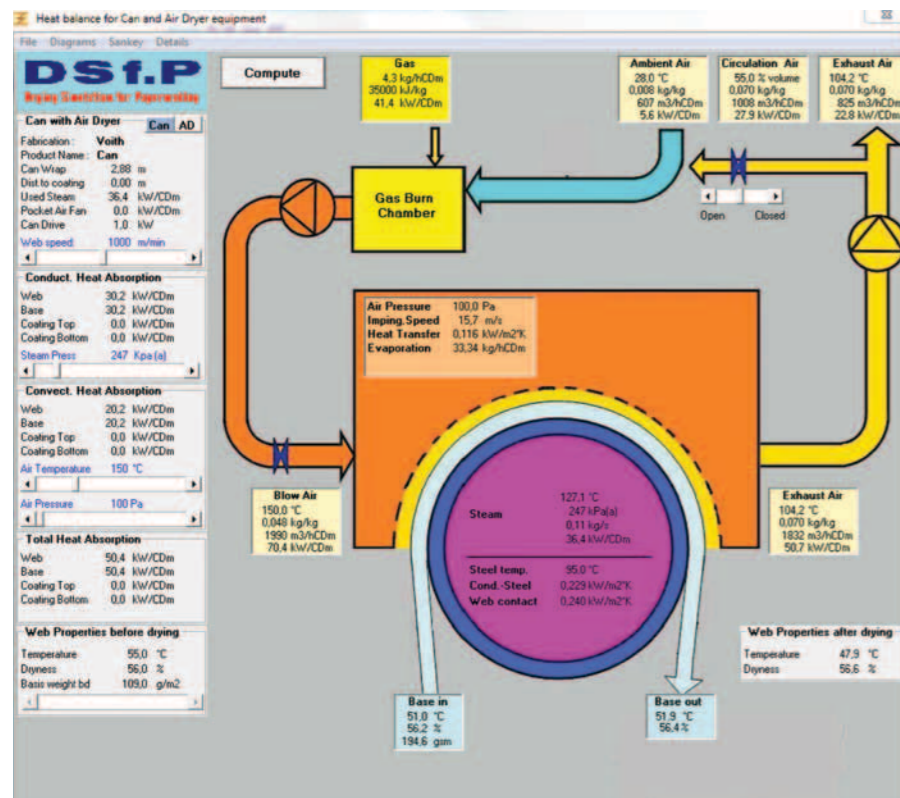 Heat balance for Can and Air Dryer equipment
File Diagrams Sankey Details
DSf.P
Drying Simulation for Papercoating
Compute
Can with Air Dryer
Can AD
Fabrication : Voith
Product Name : Can
Can Wrap 2,88 m
Dist.to coating 0,00 m
Used Steam 36,4 kW/CDm
Pocket Air Fan 0,0 kW/CDm
Can Drive 1,0 kW
Web speed 1000 m/min
Conduct. Heat Absorption
Web 30,2 kW/CDm
Base 30,2 kW/CDm
Coating Top 0,0 kW/CDm
Coating Bottom 0,0 kW/CDm
Steam Press 247 Kpa(a)
Convect. Heat Absorption
Web 20,2 kW/CDm
Base 20,2 kW/CDm
Coating Top 0,0 kW/CDm
Coating Bottom 0,0 kW/CDm
Air Temperature 150 °C
Air Pressure 100 Pa
Total Heat Absorption
Web 50,4 kW/CDm
Base 50,4 kW/CDm
Coating Top 0,0 kW/CDm
Coating Bottom 0,0 kW/CDm
Web Properties before drying
Temperature 55,0 °C
Dryness 56,0 %
Basis weight bd 109,0 g/m2
Gas
4,3 kg/hCDm
35000 kJ/kg
41,4 kW/CDm
Ambient Air
28,0 °C
0,008 kg/kg
607 m3/hCDm
5,6 kW/CDm
Circulation Air
55,0 % volume
0,070 kg/kg
1008 m3/hCDm
27,9 kW/CDm
Exhaust Air
104,2 °C
0,070 kg/kg
825 m3/hCDm
22,8 kW/CDm
Gas Burn
Chamber
Open Closed
Air Pressure 100,0 Pa
Imping.Speed 15,7 m/s
Heat Transfer 0,116 kW/m2°K
Evaporation 33,34 kg/hCDm
Blow Air
150,0 °C
0,048 kg/kg
1990 m3/hCDm
70,4 kW/CDm
Steam
127,1 °C
247 kPa(a)
0,11 kg/s
36,4 kW/CDm
Steel temp. 95,0 °C
Cond.-Steel 0,229 kW/m2°K
Web contact 0,240 kW/m2°K
Exhaust Air
104,2 °C
0,070 kg/kg
1832 m3/hCDm
50,7 kW/CDm
Base in
51,0 °C
56,2 %
194,6 gsm
Base out
51,9 °C
56,4 %
Web Properties after drying
Temperature 47,9 °C
Dryness 56,6 %